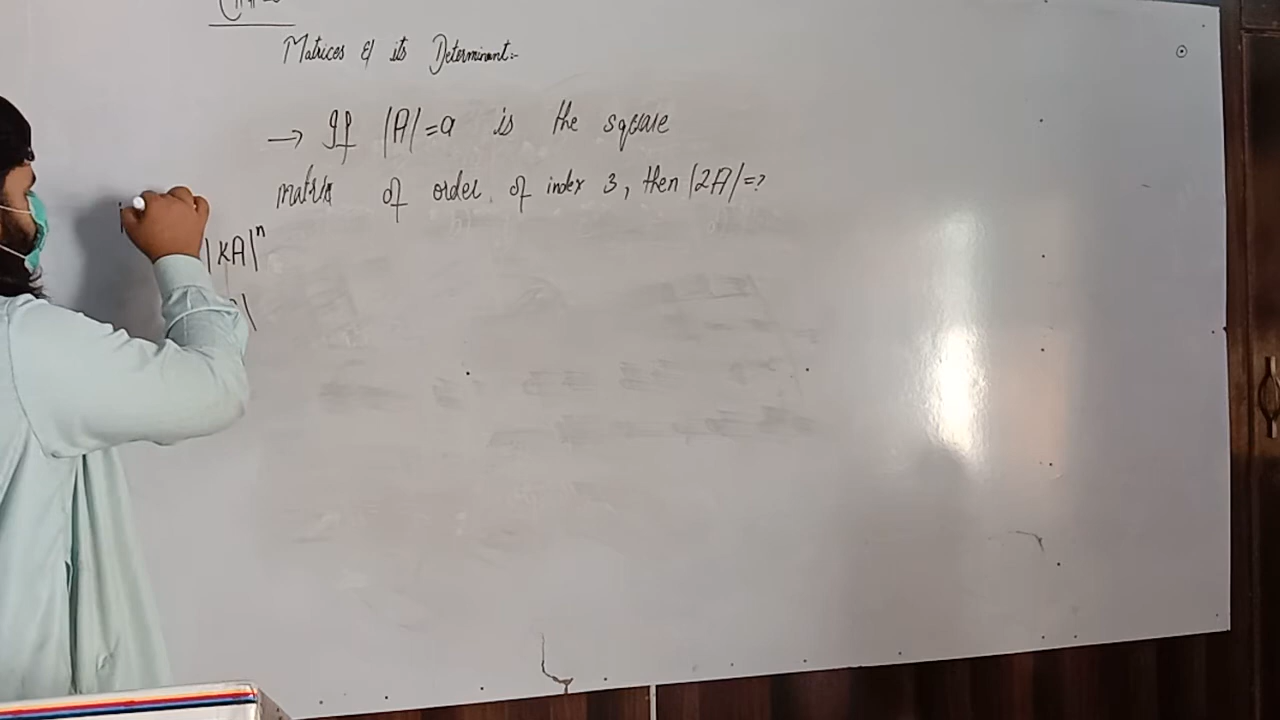 Matrices & its Determinant:-
→ If |A|=a is the square
matrix of order of index 3, then |2A|=?
|KA|ⁿ